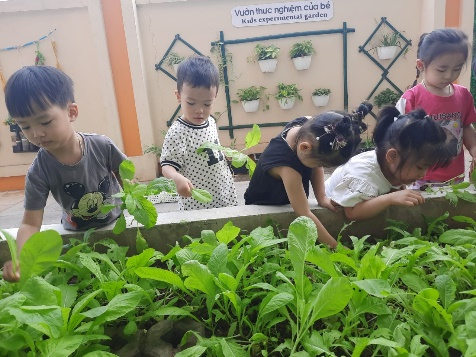 Vườn thực nghiệm của bé
Kids experimental garden